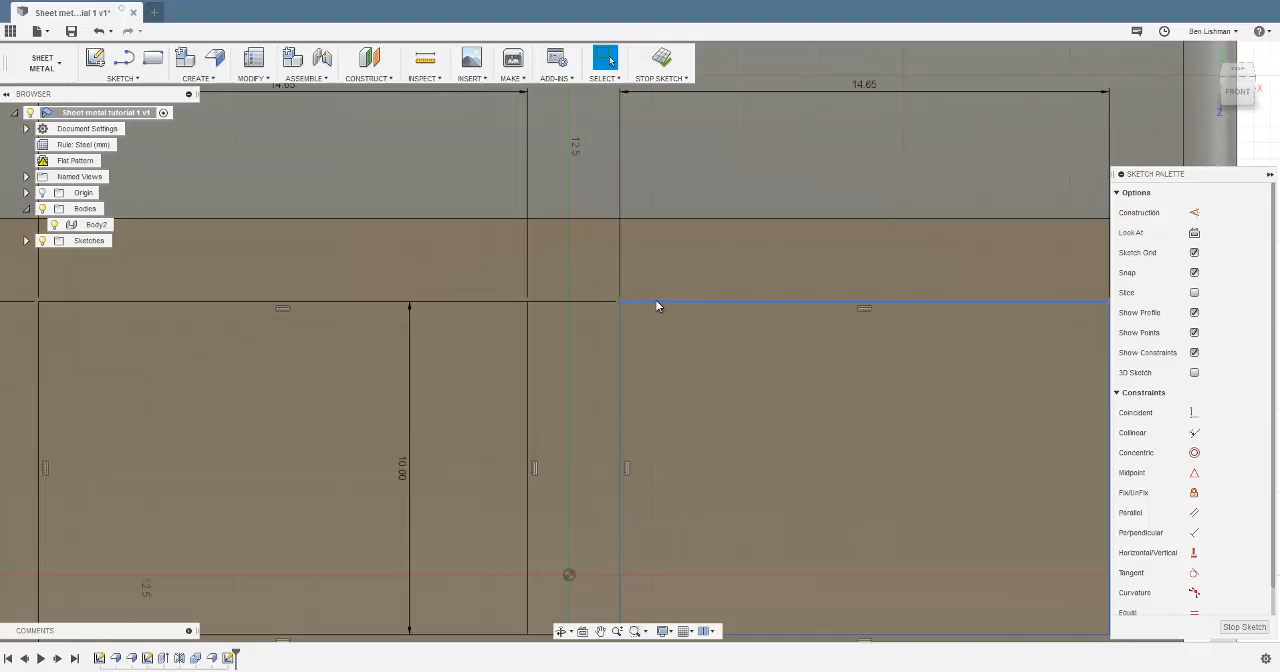 Sheet met...ial 1 v1*
Ben Lishman
SHEET METAL
SKETCH
CREATE
MODIFY
ASSEMBLE
CONSTRUCT
INSPECT
INSERT
MAKE
ADD-INS
SELECT
STOP SKETCH
BROWSER
Sheet metal tutorial 1 v1
Document Settings
Rule: Steel (mm)
Flat Pattern
Named Views
Origin
Bodies
Body2
Sketches
14.65
14.65
12.5
10.00
12.5
TOP
FRONT
X
Z
SKETCH PALETTE
Options
Construction
Look At
Sketch Grid
Snap
Slice
Show Profile
Show Points
Show Constraints
3D Sketch
Constraints
Coincident
Collinear
Concentric
Midpoint
Fix/UnFix
Parallel
Perpendicular
Horizontal/Vertical
Tangent
Curvature
Equal
Stop Sketch
COMMENTS